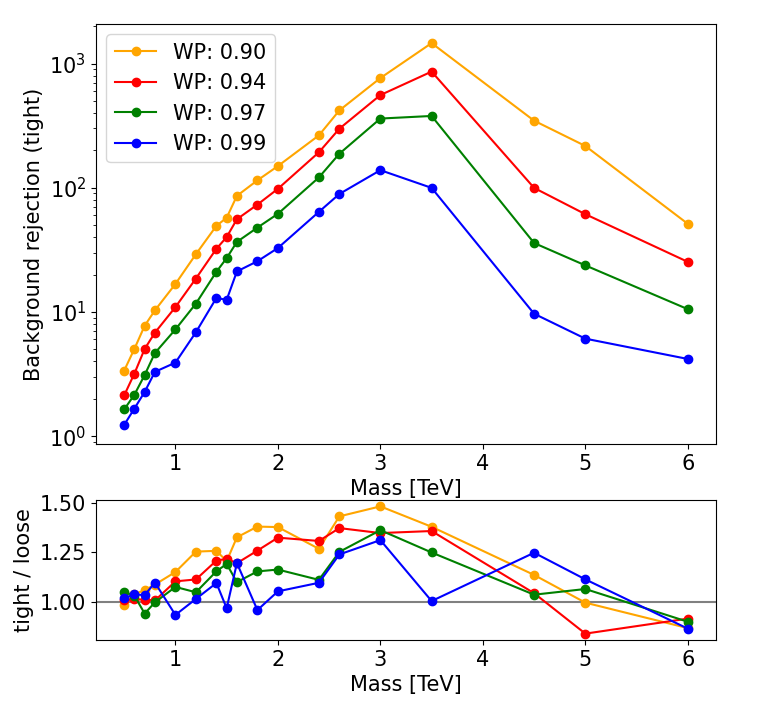 Background rejection (tight)
10³
10²
10¹
10⁰
WP: 0.90
WP: 0.94
WP: 0.97
WP: 0.99
1 2 3 4 5 6
Mass [TeV]
tight / loose
1.50
1.25
1.00
1 2 3 4 5 6
Mass [TeV]